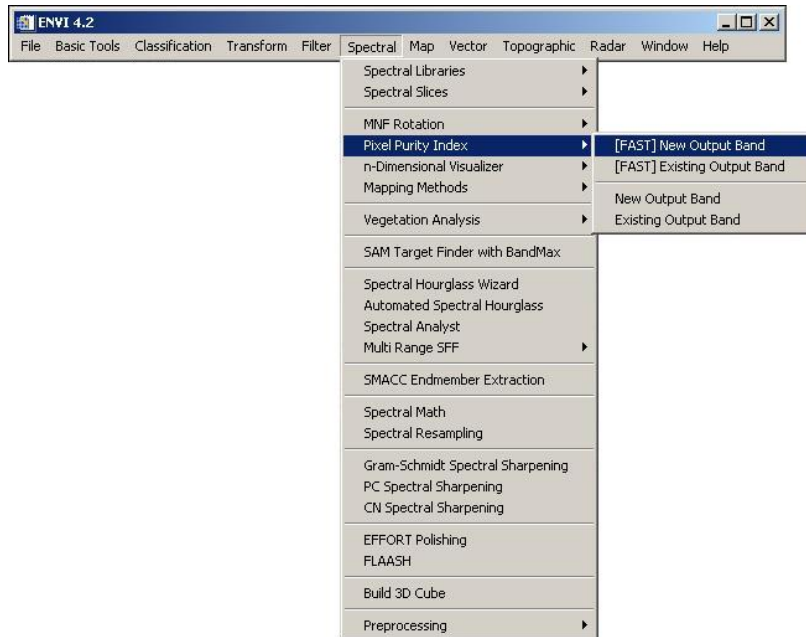 ENVI 4.2
File Basic Tools Classification Transform Filter Spectral Map Vector Topographic Radar Window Help
Spectral Libraries
Spectral Slices
MNF Rotation
Pixel Purity Index
[FAST] New Output Band
n-Dimensional Visualizer
[FAST] Existing Output Band
Mapping Methods
New Output Band
Vegetation Analysis
Existing Output Band
SAM Target Finder with BandMax
Spectral Hourglass Wizard
Automated Spectral Hourglass
Spectral Analyst
Multi Range SFF
SMACC Endmember Extraction
Spectral Math
Spectral Resampling
Gram-Schmidt Spectral Sharpening
PC Spectral Sharpening
CN Spectral Sharpening
EFFORT Polishing
FLAASH
Build 3D Cube
Preprocessing